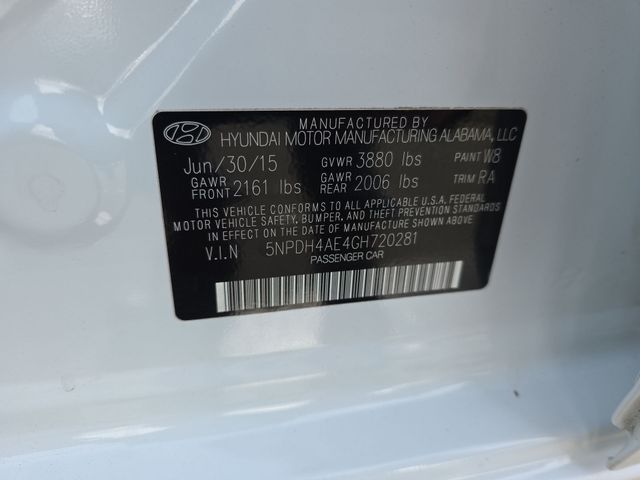 MANUFACTURED BY
HYUNDAI MOTOR MANUFACTURING ALABAMA, LLC
Jun/30/15 GVWR 3880 lbs PAINT W8
GAWR FRONT 2161 lbs GAWR REAR 2006 lbs TRIM RA
THIS VEHICLE CONFORMS TO ALL APPLICABLE U.S.A. FEDERAL
MOTOR VEHICLE SAFETY, BUMPER, AND THEFT PREVENTION STANDARDS
IN EFFECT ON THE DATE OF MANUFACTURE SHOWN ABOVE
V.I.N 5NPDH4AE4GH720281
PASSENGER CAR